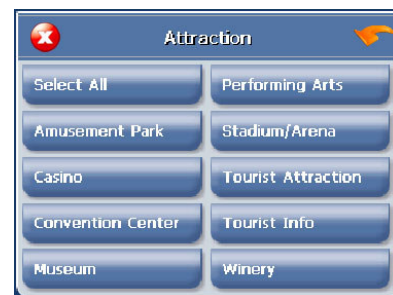 Attraction
Select All
Performing Arts
Amusement Park
Stadium/Arena
Casino
Tourist Attraction
Convention Center
Tourist Info
Museum
Winery